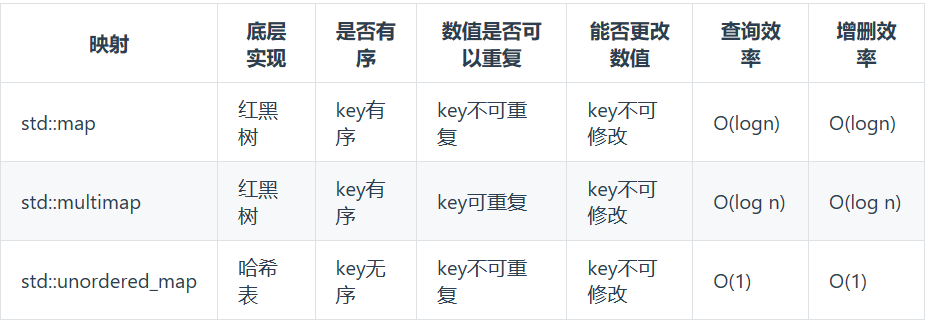 映射 底层 是否有 数值是否可 能否更改 查询效 增删效
实现 序 以重复 数值 率 率
std::map 红黑 key有 key不可重 key不可 O(logn) O(logn)
树 序 复 修改
std::multimap 红黑 key有 key可重复 key不可 O(log n) O(log n)
树 序 修改
std::unordered_map 哈希 key无 key不可重 key不可 O(1) O(1)
表 序 复 修改